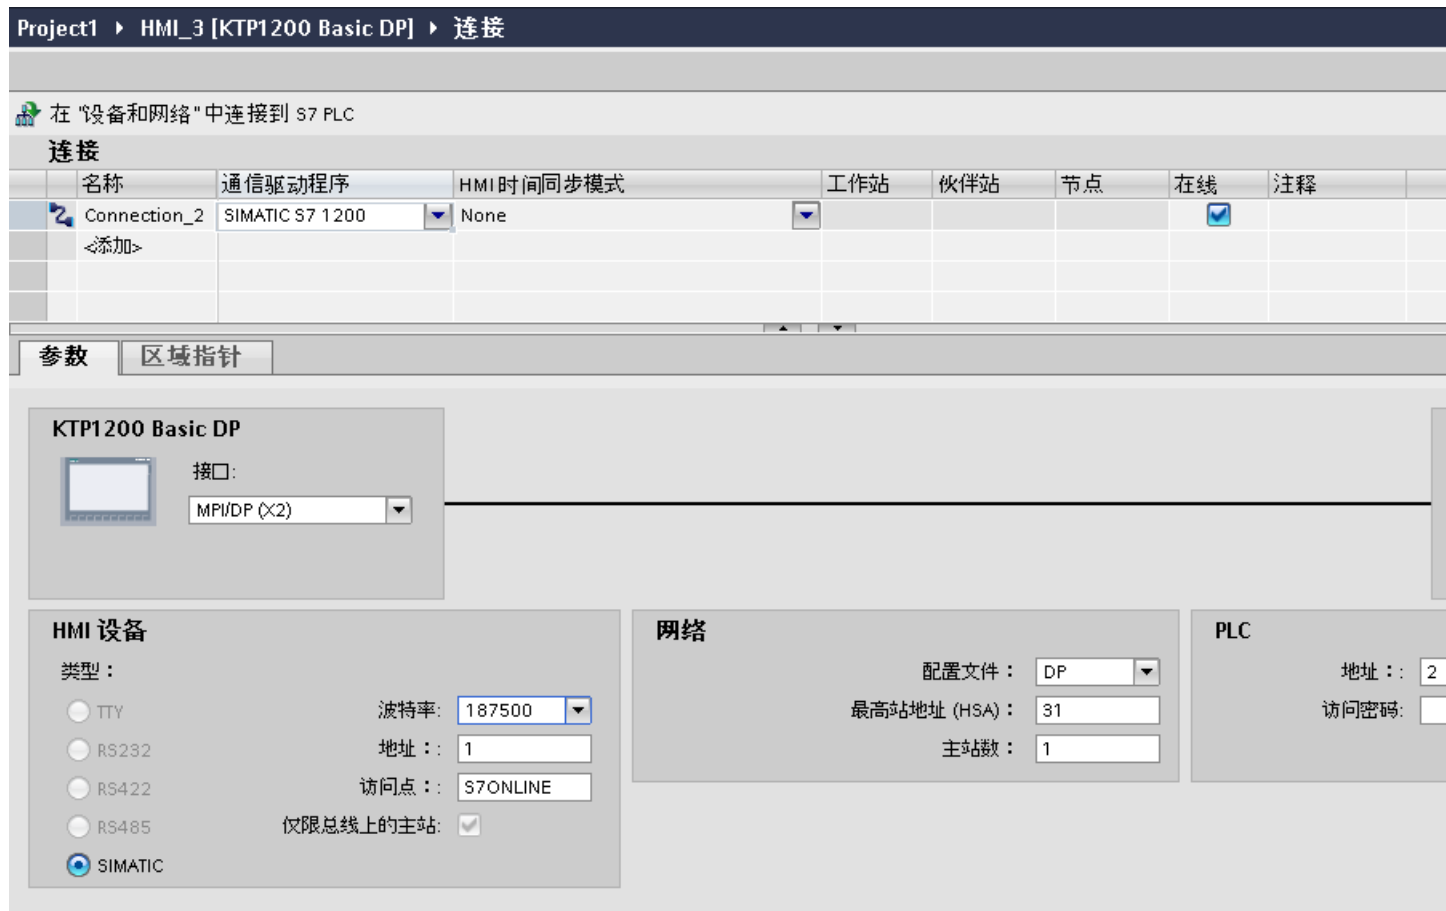 Project1 ▸ HMI_3 [KTP1200 Basic DP] ▸ 连接
在 "设备和网络" 中连接到 S7 PLC
连接
名称 通信驱动程序 HMI时间同步模式 工作站 伙伴站 节点 在线 注释
Connection_2 SIMATIC S7 1200 None
<添加>
参数 区域指针
KTP1200 Basic DP
接口:
MPI/DP (X2)
HMI 设备 网络 PLC
类型： 配置文件： DP 地址：: 2
TTY 波特率: 187500 最高站地址 (HSA)： 31 访问密码:
RS232 地址：: 1 主站数： 1
RS422 访问点：: S7ONLINE
RS485 仅限总线上的主站:
SIMATIC